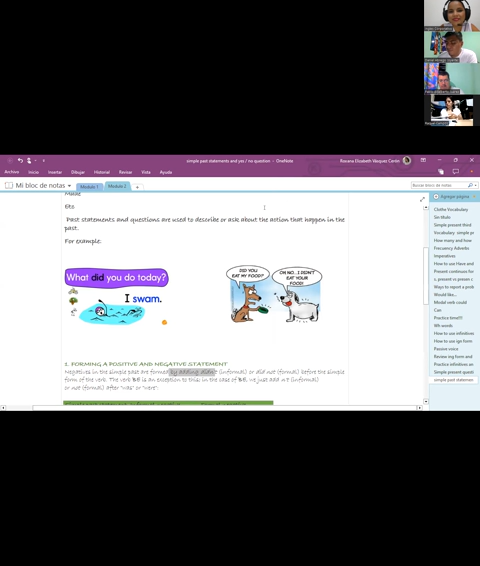 simple past statements and yes / no question - OneNote
Roxana Elizabeth Vásquez Cantor
Archivo Inicio Insertar Dibujar Historial Revisar Vista Ayuda
Mi bloc de notas
Modulo 1
Modulo 2
Buscar blocs de notas
Agregar página
Etc
Past statements and questions are used to describe or ask about the action that happen in the
past.
For example:
What did you do today?
I swam.
DID YOU
EAT MY FOOD?
OH NO...I DIDN'T
EAT YOUR
FOOD!
1. FORMING A POSITIVE AND NEGATIVE STATEMENT
Negatives in the simple past are formed by adding didn't (informal) or did not (formal) before the simple
form of the verb. The verb BE is an exception to this; in the case of BE, we just add n't (informal)
or not (formal) after "was" or "were".
Clothe Vocabulary
Sin título
Simple present third
Vocabulary simple pr
How many and how
Frecuency Adverbs
Imperatives
How to use Have and
Present continuos for
s. present vs presen c
Ways to report a prob
Would like...
Modal verb could
Can
Practice time!!!
Wh words
How to use infinitives
How to use ign form
Passive voice
Review ing form and
Practice infinitives an
Simple present questi
simple past statemen